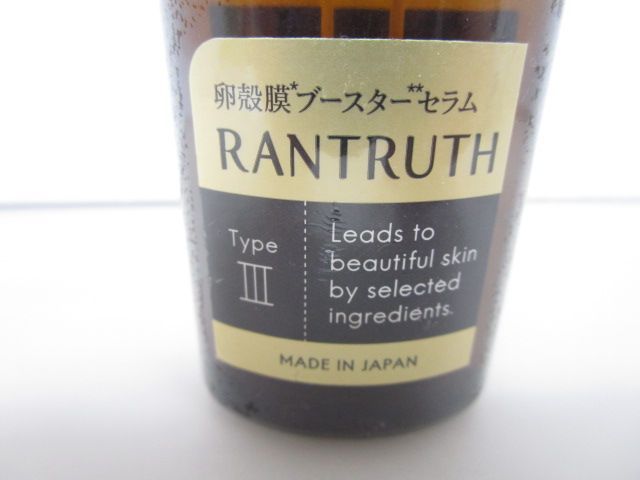 卵殻膜*ブースター**セラム
RANTRUTH
Type
III
Leads to
beautiful skin
by selected
ingredients.
MADE IN JAPAN